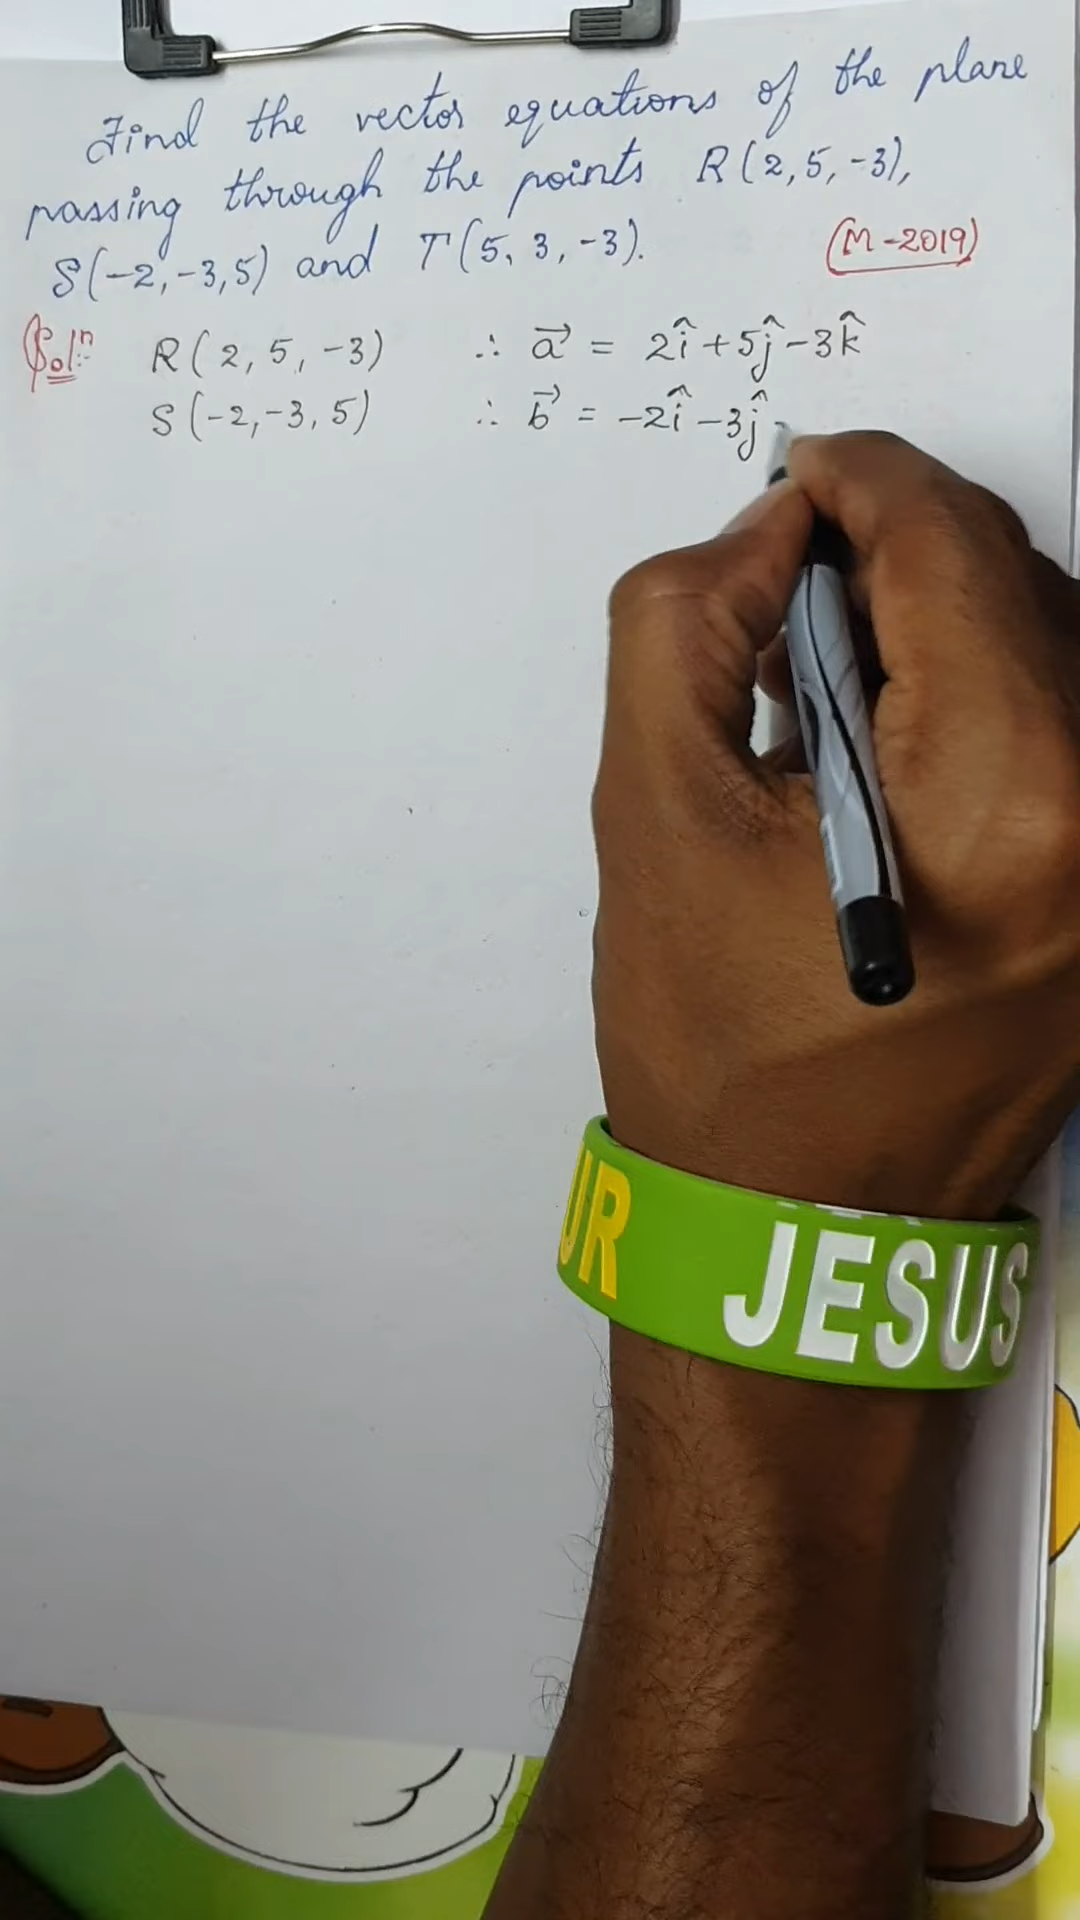 Find the vector equations of the plane
passing through the points R(2,5,-3),
S(-2,-3,5) and T(5,3,-3).
(M-2019)
Solⁿ:-
R(2,5,-3) ∴ a⃗ = 2î+5ĵ-3k̂
S(-2,-3,5) ∴ b⃗ = -2î-3ĵ
UR JESUS